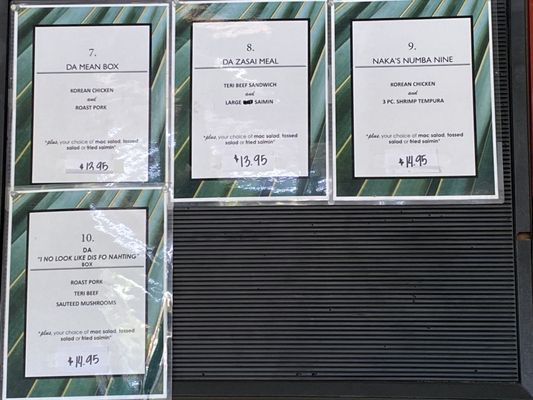 7.
DA MEAN BOX
KOREAN CHICKEN
and
ROAST PORK
"plus, your choice of mac salad, tossed
salad or fried saimin"
$13.95
8.
DA ZASAI MEAL
TERI BEEF SANDWICH
and
LARGE SAIMIN
"plus, your choice of mac salad, tossed
salad or fried saimin"
$13.95
9.
NAKA'S NUMBA NINE
KOREAN CHICKEN
and
3 PC. SHRIMP TEMPURA
"plus, your choice of mac salad, tossed
salad or fried saimin"
$14.95
10.
DA
"I NO LOOK LIKE DIS FO NAHTING"
BOX
ROAST PORK
TERI BEEF
SAUTEED MUSHROOMS
"plus, your choice of mac salad, tossed
salad or fried saimin"
$14.95